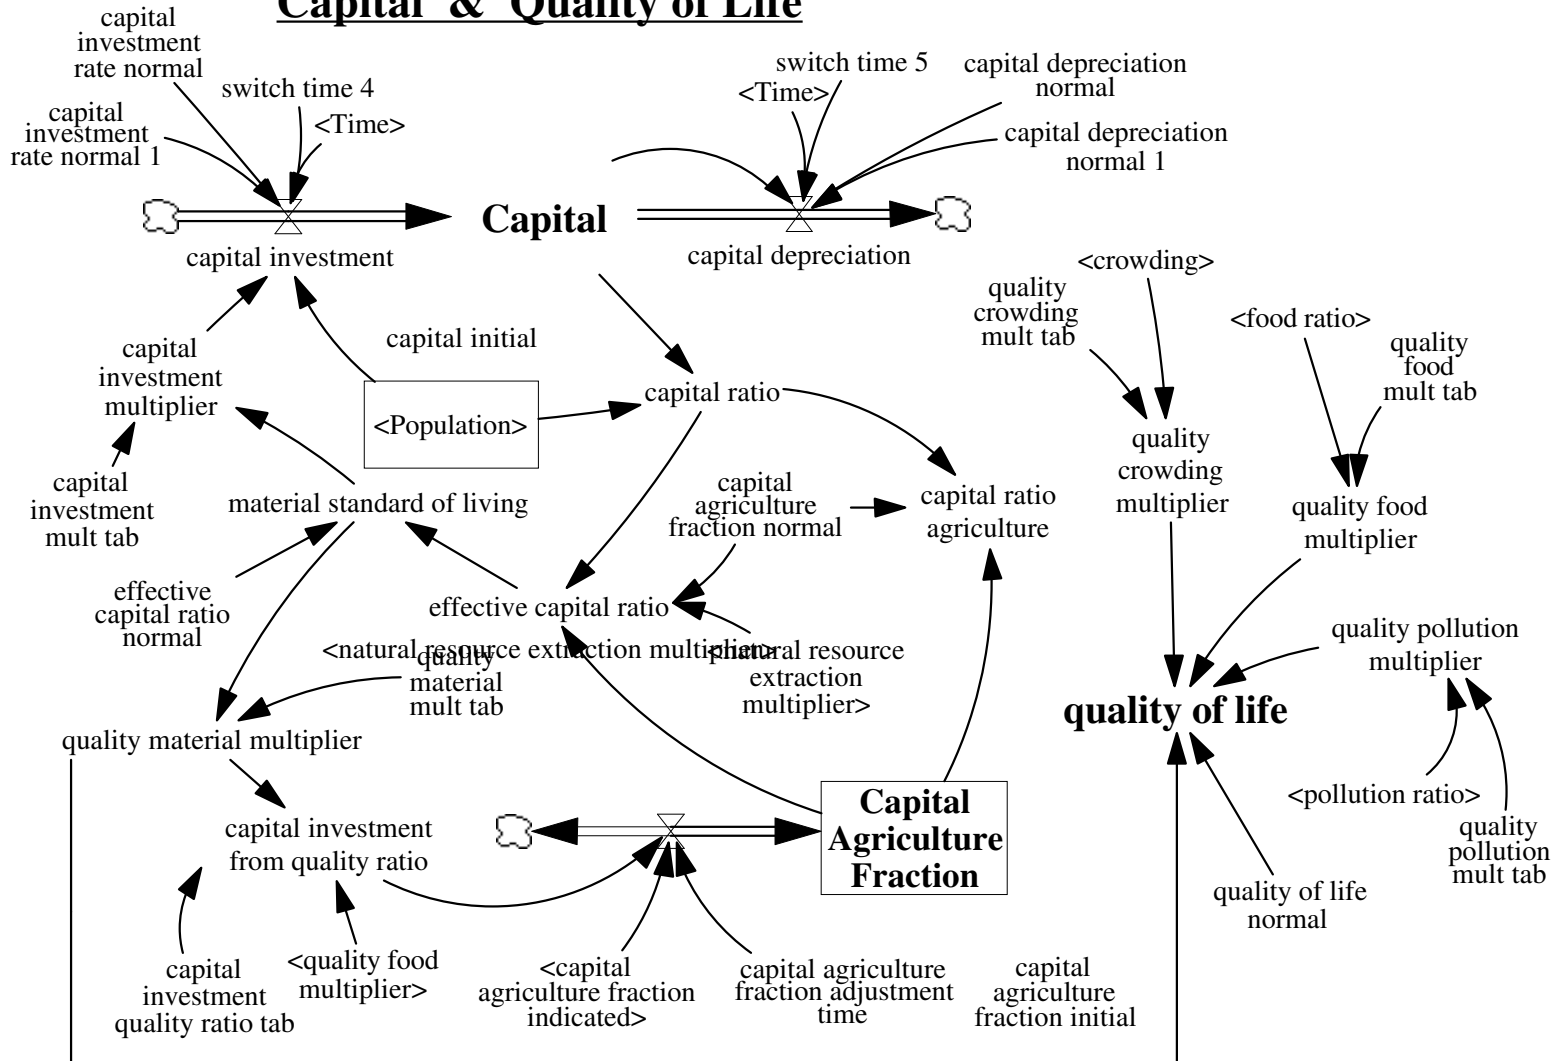 Capital & Quality of Life
capital
investment
rate normal
switch time 4
<Time>
capital
investment
rate normal 1
switch time 5
<Time>
capital depreciation
normal
capital depreciation
normal 1
Capital
capital investment
capital depreciation
<crowding>
quality
crowding
mult tab
<food ratio>
quality
food
mult tab
capital initial
capital
investment
multiplier
capital ratio
<Population>
quality
crowding
multiplier
capital
investment
mult tab
material standard of living
capital
agriculture
fraction normal
capital ratio
agriculture
quality food
multiplier
effective
capital ratio
normal
effective capital ratio
<natural resource extraction multiplier>
<natural resource
extraction
multiplier>
quality
material
mult tab
quality pollution
multiplier
quality of life
quality material multiplier
<pollution ratio>
quality
pollution
mult tab
capital investment
from quality ratio
Capital
Agriculture
Fraction
quality of life
normal
capital
investment
quality ratio tab
<quality food
multiplier>
<capital
agriculture fraction
indicated>
capital agriculture
fraction adjustment
time
capital
agriculture
fraction initial